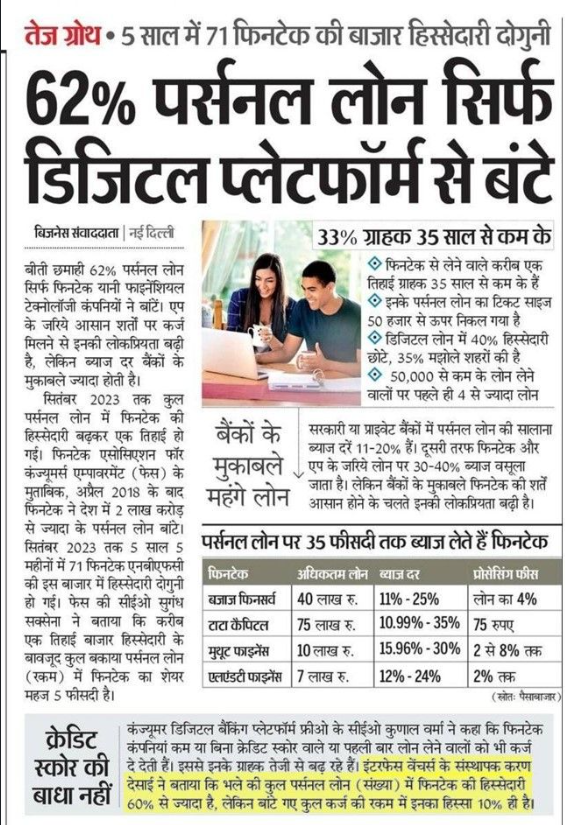 तेज ग्रोथ • 5 साल में 71 फिनटेक की बाजार हिस्सेदारी दोगुनी
62% पर्सनल लोन सिर्फ
डिजिटल प्लेटफॉर्म से बंटे
बिजनेस संवाददाता | नई दिल्ली
बीती छमाही 62% पर्सनल लोन
सिर्फ फिनटेक यानी फाइनेंशियल
टेक्नोलॉजी कंपनियों ने बांटे। एप
के जरिये आसान शर्तों पर कर्ज
मिलने से इनकी लोकप्रियता बढ़ी
है, लेकिन ब्याज दर बैंकों के
मुकाबले ज्यादा होती है।
सितंबर 2023 तक कुल
पर्सनल लोन में फिनटेक की
हिस्सेदारी बढ़कर एक तिहाई हो
गई। फिनटेक एसोसिएशन फॉर
कंज्यूमर्स एम्पावरमेंट (फेस) के
मुताबिक, अप्रैल 2018 के बाद
फिनटेक ने देश में 2 लाख करोड़
से ज्यादा के पर्सनल लोन बांटे।
सितंबर 2023 तक 5 साल 5
महीनों में 71 फिनटेक एनबीएफसी
की इस बाजार में हिस्सेदारी दोगुनी
हो गई। फेस की सीईओ सुगंध
सक्सेना ने बताया कि करीब
एक तिहाई बाजार हिस्सेदारी के
बावजूद कुल बकाया पर्सनल लोन
(रकम) में फिनटेक का शेयर
महज 5 फीसदी है।
33% ग्राहक 35 साल से कम के
फिनटेक से लेने वाले करीब एक
तिहाई ग्राहक 35 साल से कम के हैं
इनके पर्सनल लोन का टिकट साइज
50 हजार से ऊपर निकल गया है
डिजिटल लोन में 40% हिस्सेदारी
छोटे, 35% मझोले शहरों की है
50,000 से कम के लोन लेने
वालों पर पहले ही 4 से ज्यादा लोन
बैंकों के
मुकाबले
महंगे लोन
सरकारी या प्राइवेट बैंकों में पर्सनल लोन की सालाना
ब्याज दरें 11-20% हैं। दूसरी तरफ फिनटेक और
एप के जरिये लोन पर 30-40% ब्याज वसूला
जाता है। लेकिन बैंकों के मुकाबले फिनटेक की शर्तें
आसान होने के चलते इनकी लोकप्रियता बढ़ी है।
पर्सनल लोन पर 35 फीसदी तक ब्याज लेते हैं फिनटेक
फिनटेक अधिकतम लोन ब्याज दर प्रोसेसिंग फीस
बजाज फिनसर्व 40 लाख रु. 11% - 25% लोन का 4%
टाटा कैपिटल 75 लाख रु. 10.99% - 35% 75 रुपए
मुथूट फाइनेंस 10 लाख रु. 15.96% - 30% 2 से 8% तक
एलएंडटी फाइनेंस 7 लाख रु. 12% - 24% 2% तक
(स्रोतः पैसाबाजार)
क्रेडिट
स्कोर की
बाधा नहीं
कंज्यूमर डिजिटल बैंकिंग प्लेटफॉर्म फ्रीओ के सीईओ कुणाल वर्मा ने कहा कि फिनटेक
कंपनियां कम या बिना क्रेडिट स्कोर वाले या पहली बार लोन लेने वालों को भी कर्ज
दे देती हैं। इससे इनके ग्राहक तेजी से बढ़ रहे हैं। इंटरफेस वेंचर्स के संस्थापक करण
देसाई ने बताया कि भले की कुल पर्सनल लोन (संख्या) में फिनटेक की हिस्सेदारी
60% से ज्यादा है, लेकिन बांटे गए कुल कर्ज की रकम में इनका हिस्सा 10% ही है।